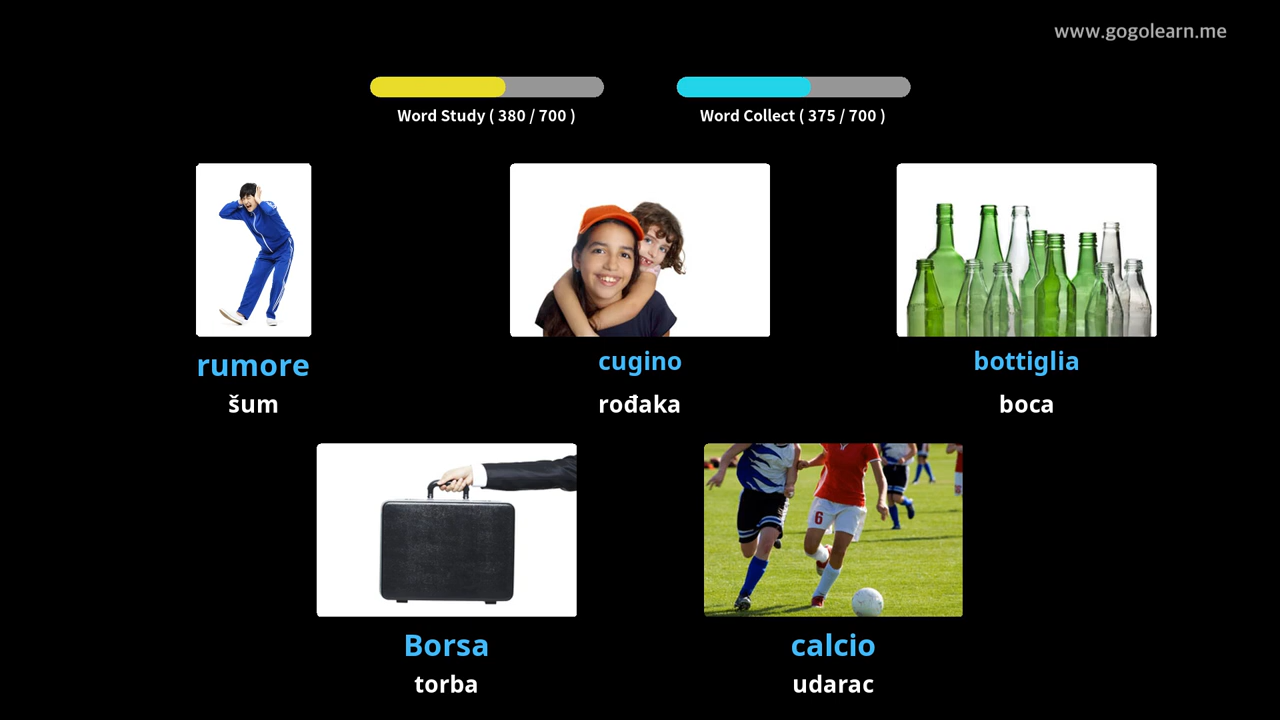 www.gogolearn.me
Word Study ( 380 / 700 )
Word Collect ( 375 / 700 )
rumore
šum
cugino
rođaka
bottiglia
boca
6
Borsa
torba
calcio
udarac